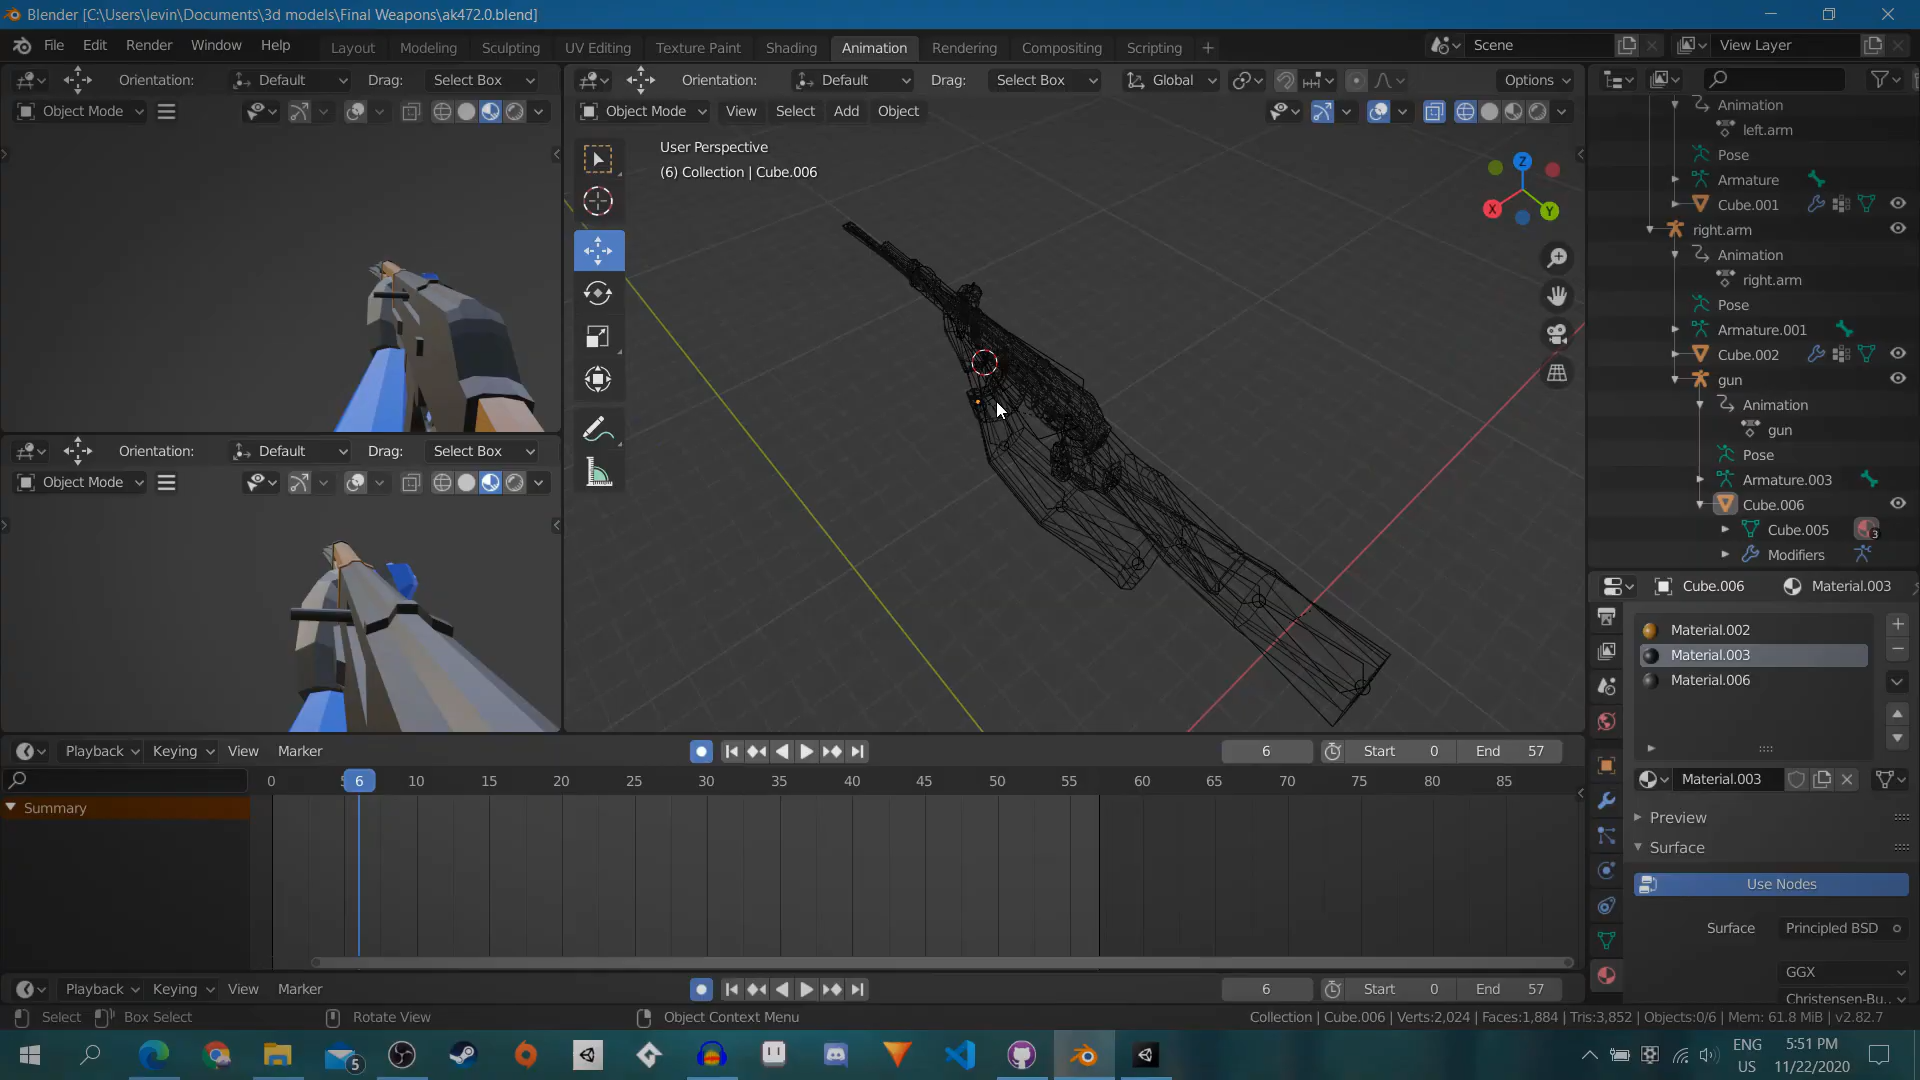 Blender [C:\Users\levin\Documents\3d models\Final Weapons\ak472.0.blend]
File Edit Render Window Help Layout Modeling Sculpting UV Editing Texture Paint Shading Animation Rendering Compositing Scripting + Scene View Layer
Orientation: Default Drag: Select Box
Object Mode
Orientation: Default Drag: Select Box Global Options
Object Mode View Select Add Object
User Perspective
(6) Collection | Cube.006
Z
X
Y
Orientation: Default Drag: Select Box
Object Mode
Animation
left.arm
Pose
Armature
Cube.001
right.arm
Animation
right.arm
Pose
Armature.001
Cube.002
gun
Animation
gun
Pose
Armature.003
Cube.006
Cube.005 3
Modifiers
Cube.006 Material.003
Material.002
Material.003
Material.006
Material.003
Preview
Surface
Use Nodes
Surface Principled BSD
GGX
Christensen-Bu..
Playback Keying View Marker 6 Start 0 End 57
0 5 6 10 15 20 25 30 35 40 45 50 55 60 65 70 75 80 85
Summary
Playback Keying View Marker 6 Start 0 End 57
Select Box Select Rotate View Object Context Menu Collection | Cube.006 | Verts:2,024 | Faces:1,884 | Tris:3,852 | Objects:0/6 | Mem: 61.8 MiB | v2.82.7
5
ENG
US
5:51 PM
11/22/2020